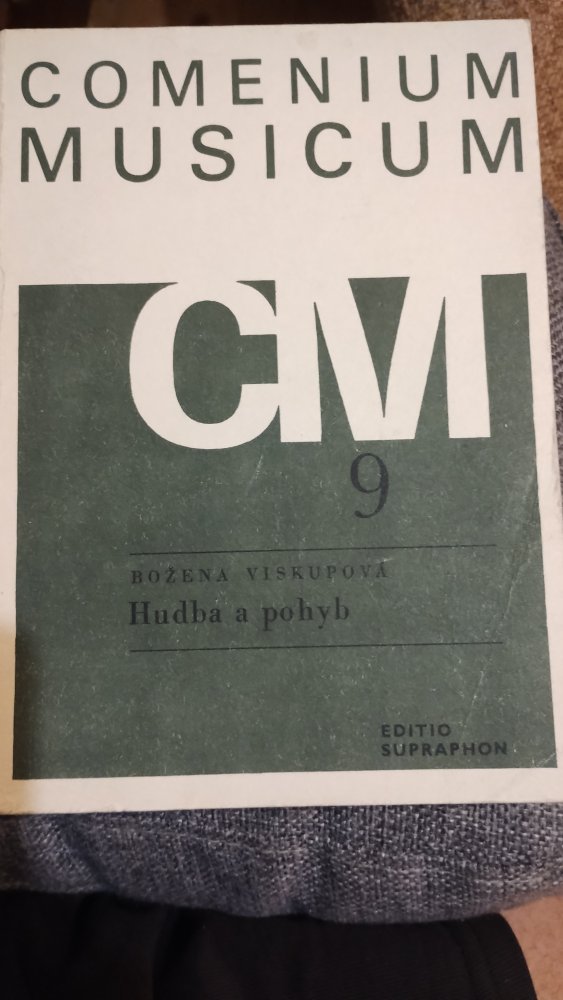 COMENIUM
MUSICUM
CM
9
BOŽENA VISKUPOVÁ
Hudba a pohyb
EDITIO
SUPRAPHON